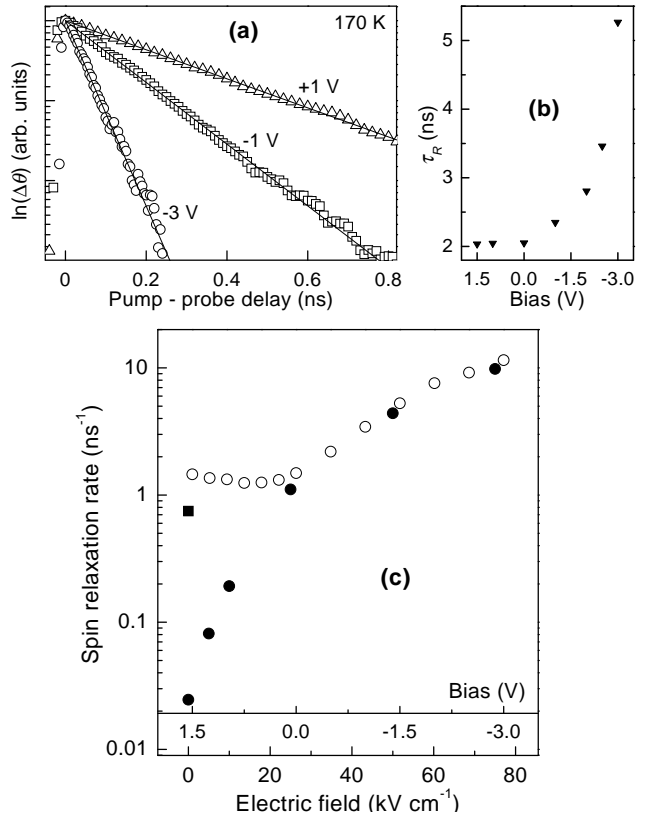 (a)
170 K
+1 V
-1 V
-3 V
ln(Δθ) (arb. units)
0.0 0.2 0.4 0.6 0.8
Pump - probe delay (ns)
(b)
τR (ns)
5
4
3
2
1.5 0.0 -1.5 -3.0
Bias (V)
(c)
Spin relaxation rate (ns-1)
10
1
0.1
0.01
Bias (V)
1.5 0.0 -1.5 -3.0
0 20 40 60 80
Electric field (kV cm-1)